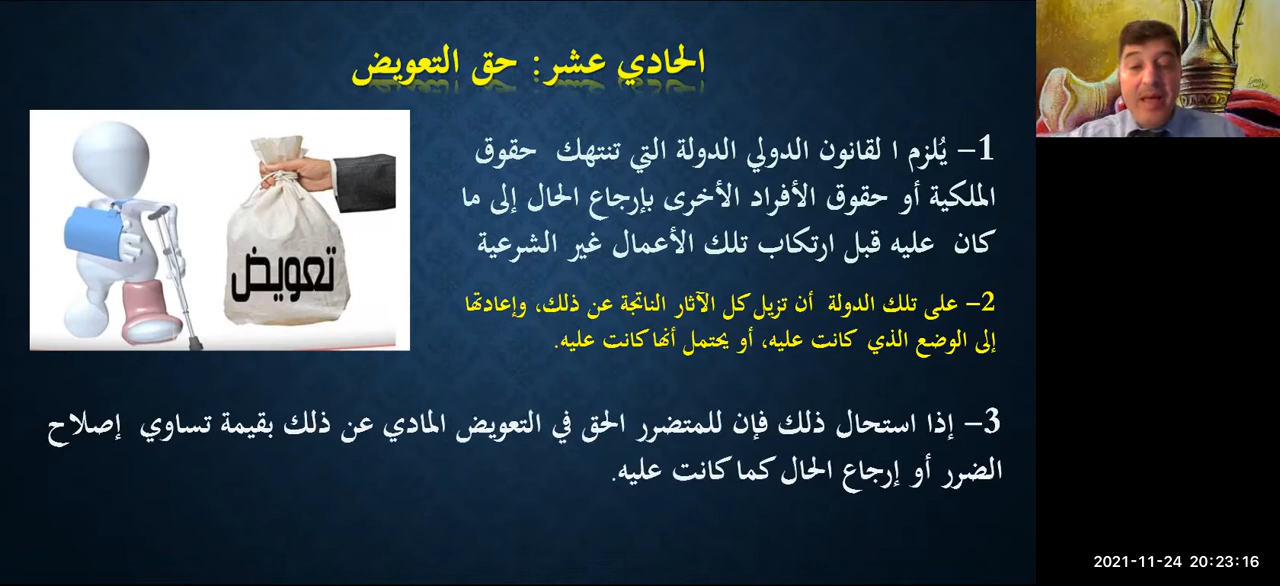 الحادي عشر: حق التعويض
1– يُلزم ا لقانون الدولي الدولة التي تنتهك حقوق
الملكية أو حقوق الأفراد الأخرى بإرجاع الحال إلى ما
كان عليه قبل ارتكاب تلك الأعمال غير الشرعية
تعويض
2– على تلك الدولة أن تزيل كل الآثار الناتجة عن ذلك، وإعادتها
إلى الوضع الذي كانت عليه، أو يحتمل أنها كانت عليه.
3– إذا استحال ذلك فإن للمتضرر الحق في التعويض المادي عن ذلك بقيمة تساوي إصلاح
الضرر أو إرجاع الحال كما كانت عليه.
2021-11-24 20:23:16